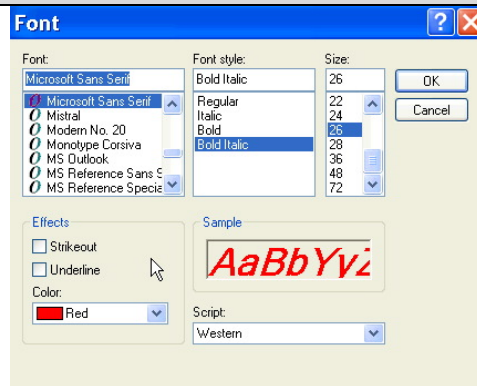 Font
Font: Font style: Size:
Microsoft Sans Serif Bold Italic 26 OK
Microsoft Sans Serif Regular 22 Cancel
Mistral Italic 24
Modern No. 20 Bold 26
Monotype Corsiva Bold Italic 28
MS Outlook 36
MS Reference Sans S 48
MS Reference Specia 72
Effects Sample
Strikeout AaBbYyZ
Underline
Color: Script:
Red Western